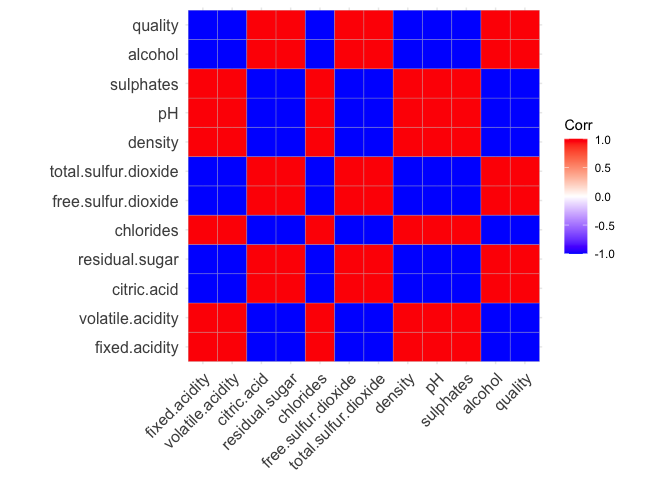 quality
alcohol
sulphates
pH
density
total.sulfur.dioxide
free.sulfur.dioxide
chlorides
residual.sugar
citric.acid
volatile.acidity
fixed.acidity
fixed.acidity
volatile.acidity
citric.acid
residual.sugar
chlorides
free.sulfur.dioxide
total.sulfur.dioxide
density
pH
sulphates
alcohol
quality
Corr
1.0
0.5
0.0
-0.5
-1.0